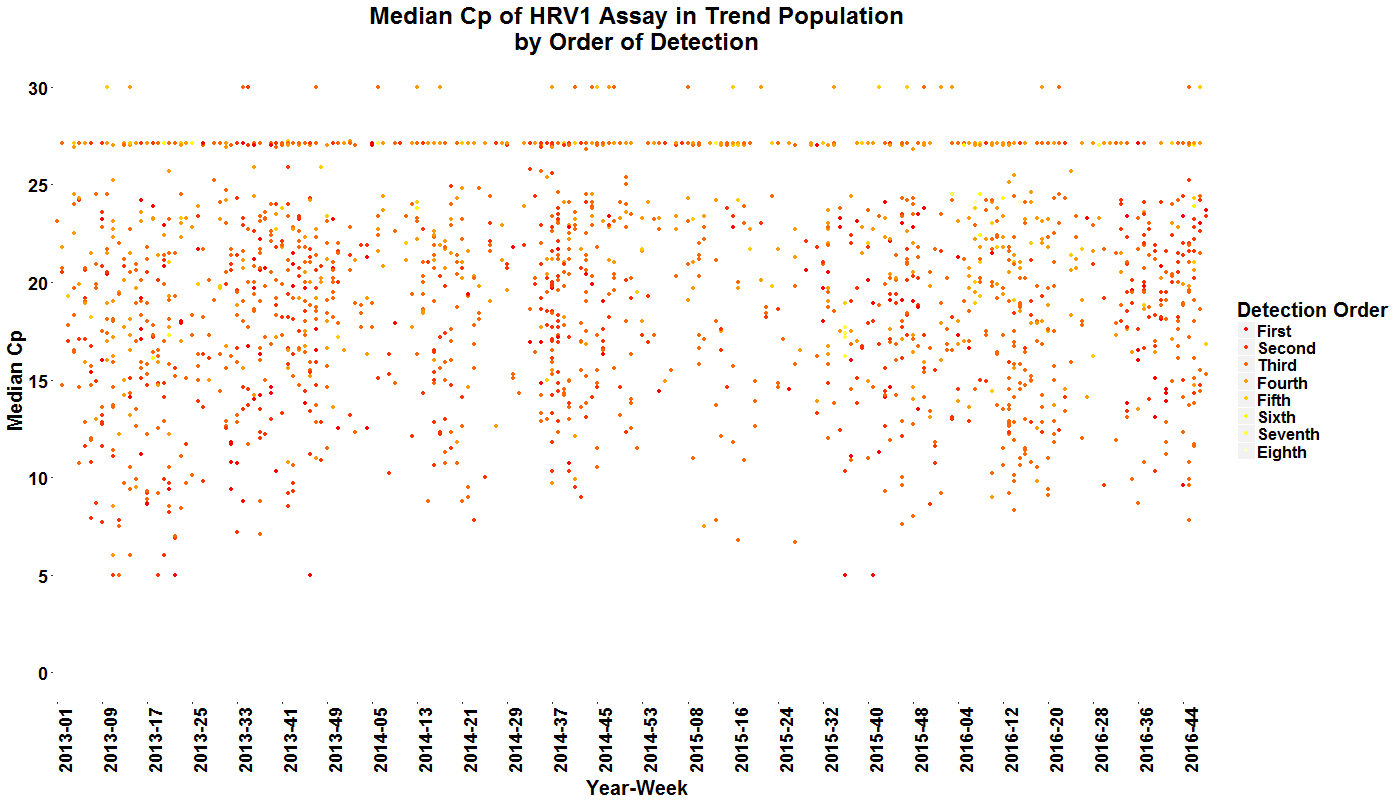 Median Cp of HRV1 Assay in Trend Population
by Order of Detection
30
25
20
15
10
5
0
Median Cp
2013-01
2013-09
2013-17
2013-25
2013-33
2013-41
2013-49
2014-05
2014-13
2014-21
2014-29
2014-37
2014-45
2014-53
2015-08
2015-16
2015-24
2015-32
2015-40
2015-48
2016-04
2016-12
2016-20
2016-28
2016-36
2016-44
Year-Week
Detection Order
First
Second
Third
Fourth
Fifth
Sixth
Seventh
Eighth